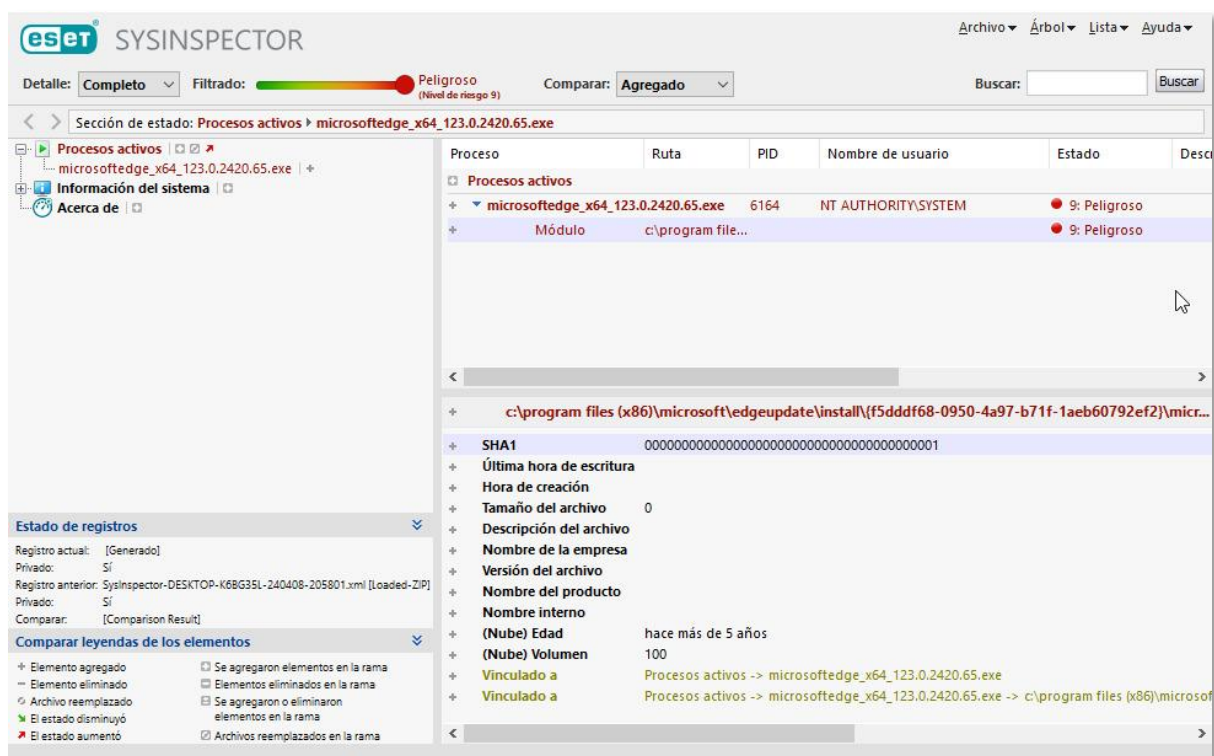 eset SYSINSPECTOR
Archivo Árbol Lista Ayuda
Detalle: Completo Filtrado: Peligroso (Nivel de riesgo 9) Comparar: Agregado Buscar: Buscar
Sección de estado: Procesos activos microsoftedge_x64_123.0.2420.65.exe
Procesos activos
microsoftedge_x64_123.0.2420.65.exe
Información del sistema
Acerca de
Proceso Ruta PID Nombre de usuario Estado Descr
Procesos activos
microsoftedge_x64_123.0.2420.65.exe 6164 NT AUTHORITY\SYSTEM 9: Peligroso
Módulo c:\program file... 9: Peligroso
c:\program files (x86)\microsoft\edgeupdate\install\{f5dddf68-0950-4a97-b71f-1aeb60792ef2}\micr...
SHA1 0000000000000000000000000000000000000001
Última hora de escritura
Hora de creación
Tamaño del archivo 0
Descripción del archivo
Nombre de la empresa
Versión del archivo
Nombre del producto
Nombre interno
(Nube) Edad hace más de 5 años
(Nube) Volumen 100
Vinculado a Procesos activos -> microsoftedge_x64_123.0.2420.65.exe
Vinculado a Procesos activos -> microsoftedge_x64_123.0.2420.65.exe -> c:\program files (x86)\microsof
Estado de registros
Registro actual: [Generado]
Privado: Sí
Registro anterior: SysInspector-DESKTOP-K6BG35L-240408-205801.xml [Loaded-ZIP]
Privado: Sí
Comparar: [Comparison Result]
Comparar leyendas de los elementos
Elemento agregado Se agregaron elementos en la rama
Elemento eliminado Elementos eliminados en la rama
Archivo reemplazado Se agregaron o eliminaron elementos en la rama
El estado disminuyó
El estado aumentó Archivos reemplazados en la rama